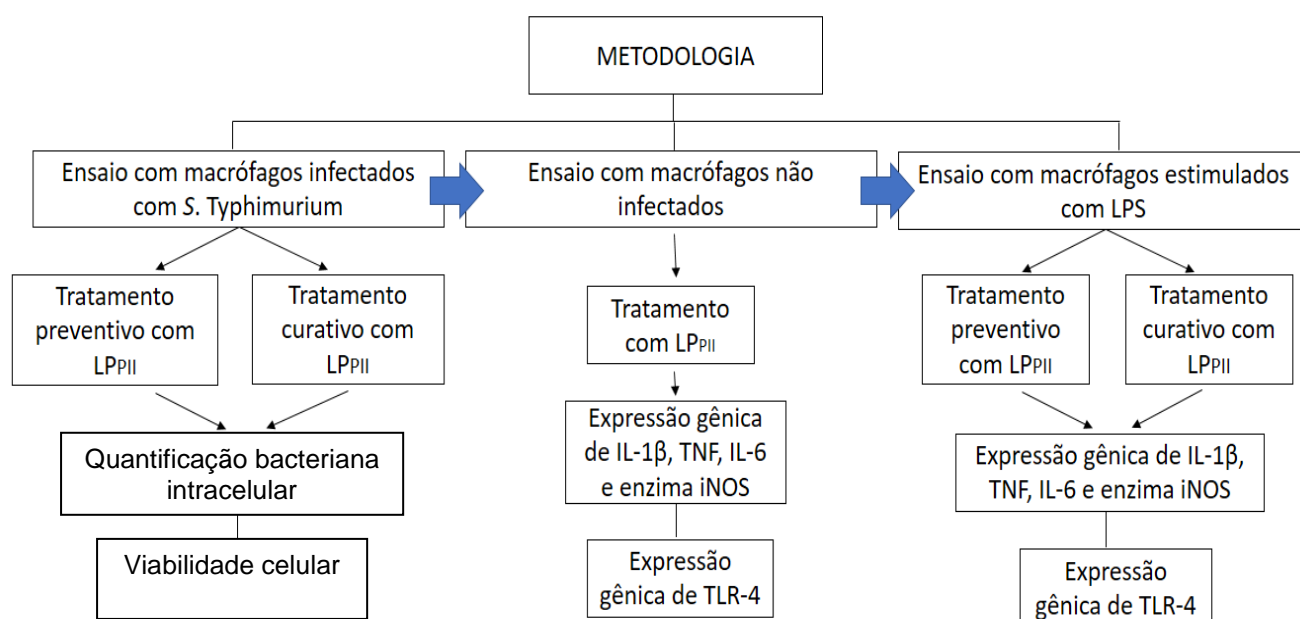 METODOLOGIA
Ensaio com macrófagos infectados
com S. Typhimurium
Ensaio com macrófagos não
infectados
Ensaio com macrófagos estimulados
com LPS
Tratamento
preventivo com
LPPII
Tratamento
curativo com
LPPII
Tratamento
com LPPII
Tratamento
preventivo
com LPPII
Tratamento
curativo com
LPPII
Quantificação bacteriana
intracelular
Expressão gênica
de IL-1β, TNF, IL-6
e enzima iNOS
Expressão gênica de IL-1β,
TNF, IL-6 e enzima iNOS
Viabilidade celular
Expressão
gênica de TLR-4
Expressão
gênica de TLR-4